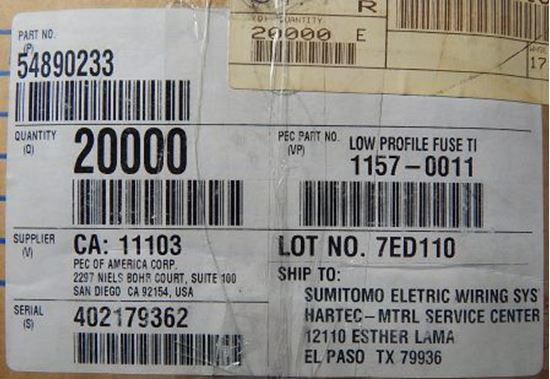 R
(Q) QUANTITY
20000 E
17
PART NO.
(P)
54890233
QUANTITY
(Q)
20000
PEC PART NO.
(VP)
LOW PROFILE FUSE TI
1157-0011
SUPPLIER
(V)
CA: 11103
PEC OF AMERICA CORP.
2297 NIELS BOHR COURT, SUITE 100
SAN DIEGO CA 92154, USA
LOT NO. 7ED110
SHIP TO:
SUMITOMO ELETRIC WIRING SYS
HARTEC-MTRL SERVICE CENTER
12110 ESTHER LAMA
EL PASO TX 79936
SERIAL
(S)
402179362